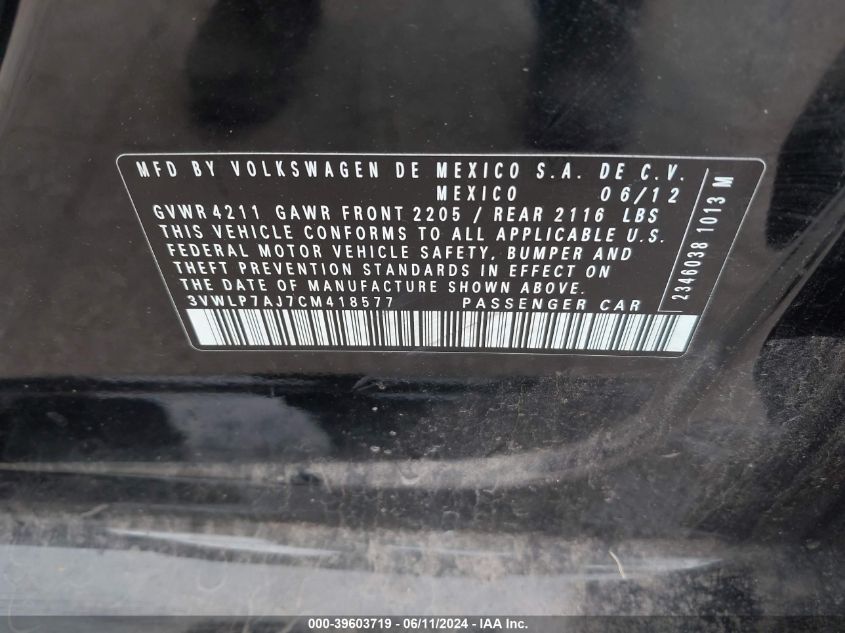 MFD BY VOLKSWAGEN DE MEXICO S.A. DE C.V.
MEXICO 06/12
GVWR 4211 GAWR FRONT 2205 / REAR 2116 LBS
THIS VEHICLE CONFORMS TO ALL APPLICABLE U.S.
FEDERAL MOTOR VEHICLE SAFETY, BUMPER AND
THEFT PREVENTION STANDARDS IN EFFECT ON
THE DATE OF MANUFACTURE SHOWN ABOVE.
3VWLP7AJ7CM418577 PASSENGER CAR
2346038 1013 M
000-39603719 - 06/11/2024 - IAA Inc.